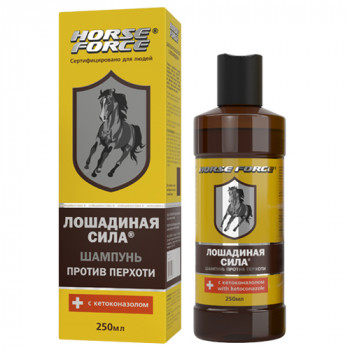 HORSE
FORCE®
Сертифицировано для людей
ЛОШАДИНАЯ
СИЛА®
ШАМПУНЬ
ПРОТИВ ПЕРХОТИ
с кетоконазолом
250мл
HORSE FORCE®
ЛОШАДИНАЯ
СИЛА®
ШАМПУНЬ ПРОТИВ ПЕРХОТИ
с кетоконазолом
with ketoconazole
250мл